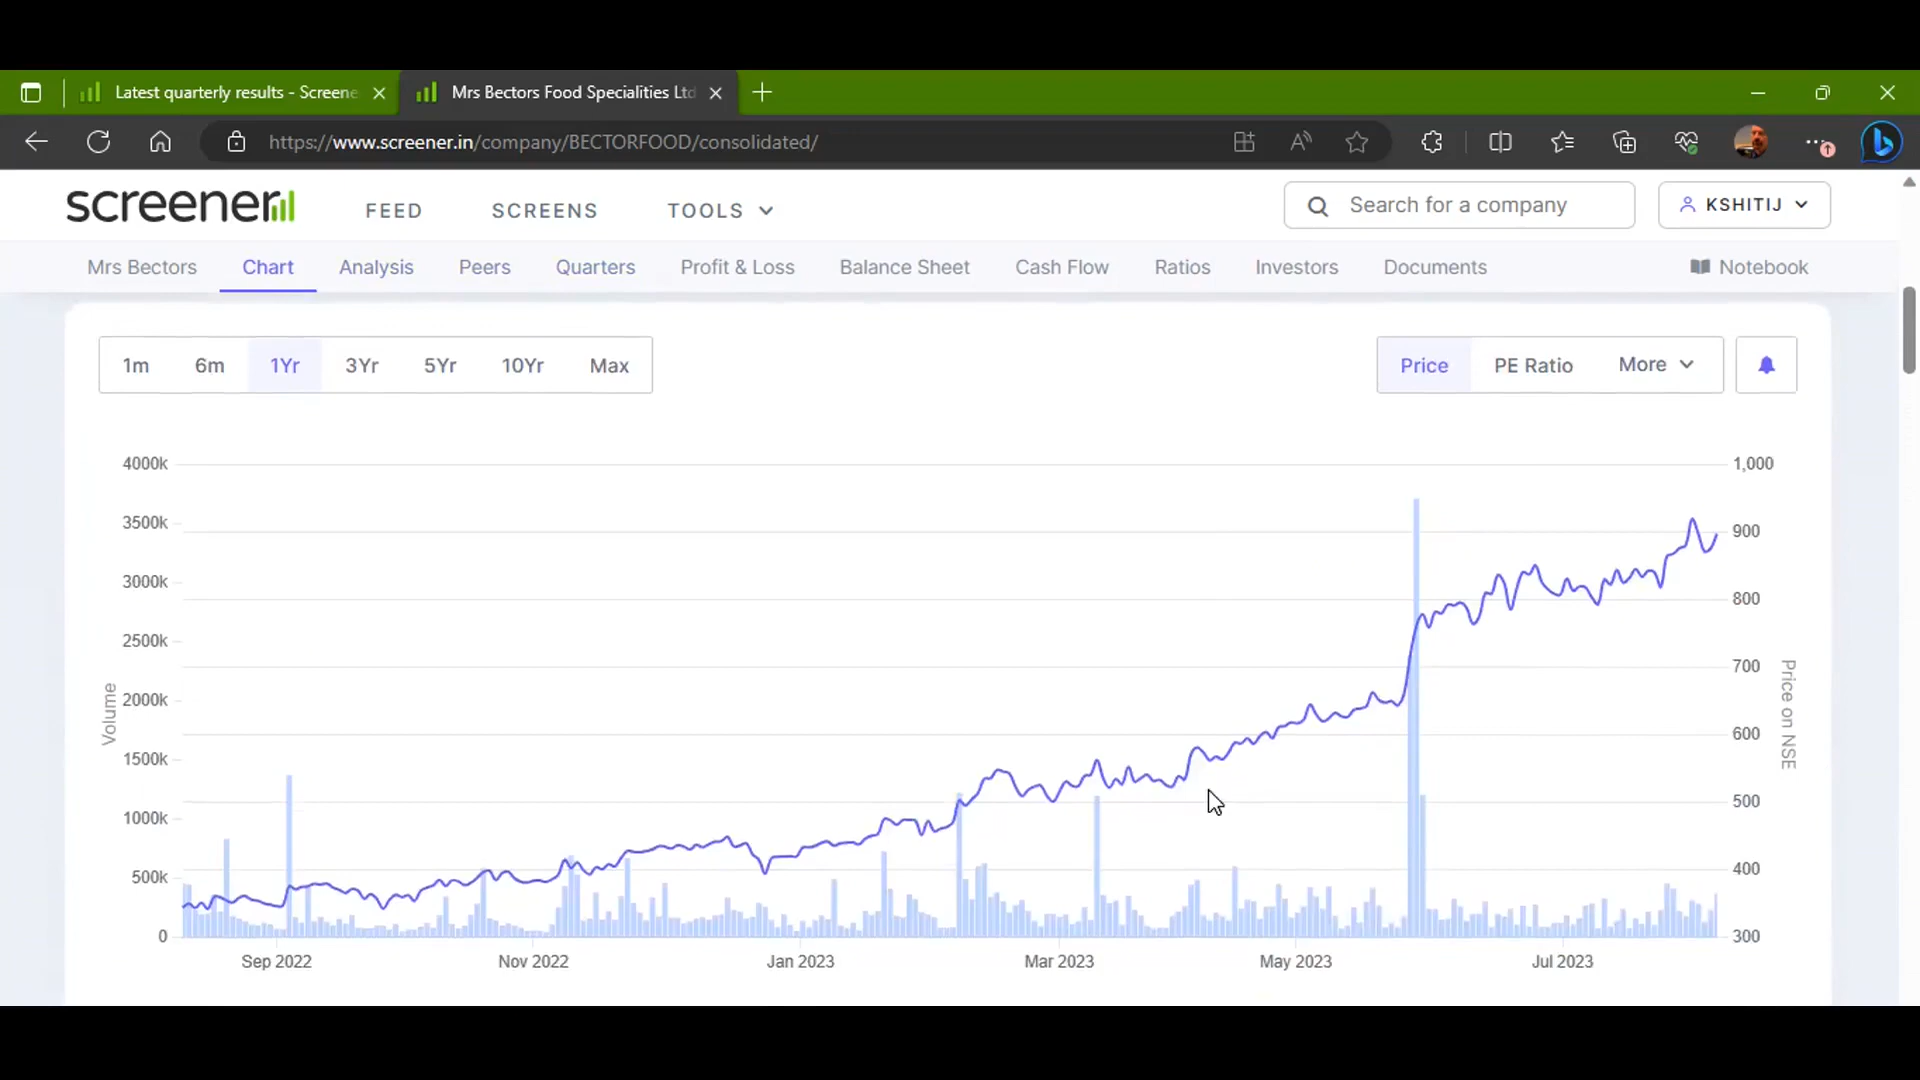 Latest quarterly results - Screene
Mrs Bectors Food Specialities Ltd
https://www.screener.in/company/BECTORFOOD/consolidated/
screener
FEED
SCREENS
TOOLS
Search for a company
KSHITIJ
Mrs Bectors
Chart
Analysis
Peers
Quarters
Profit & Loss
Balance Sheet
Cash Flow
Ratios
Investors
Documents
Notebook
1m
6m
1Yr
3Yr
5Yr
10Yr
Max
Price
PE Ratio
More
4000k
3500k
3000k
2500k
2000k
1500k
1000k
500k
0
Volume
1,000
900
800
700
600
500
400
300
Price on NSE
Sep 2022
Nov 2022
Jan 2023
Mar 2023
May 2023
Jul 2023